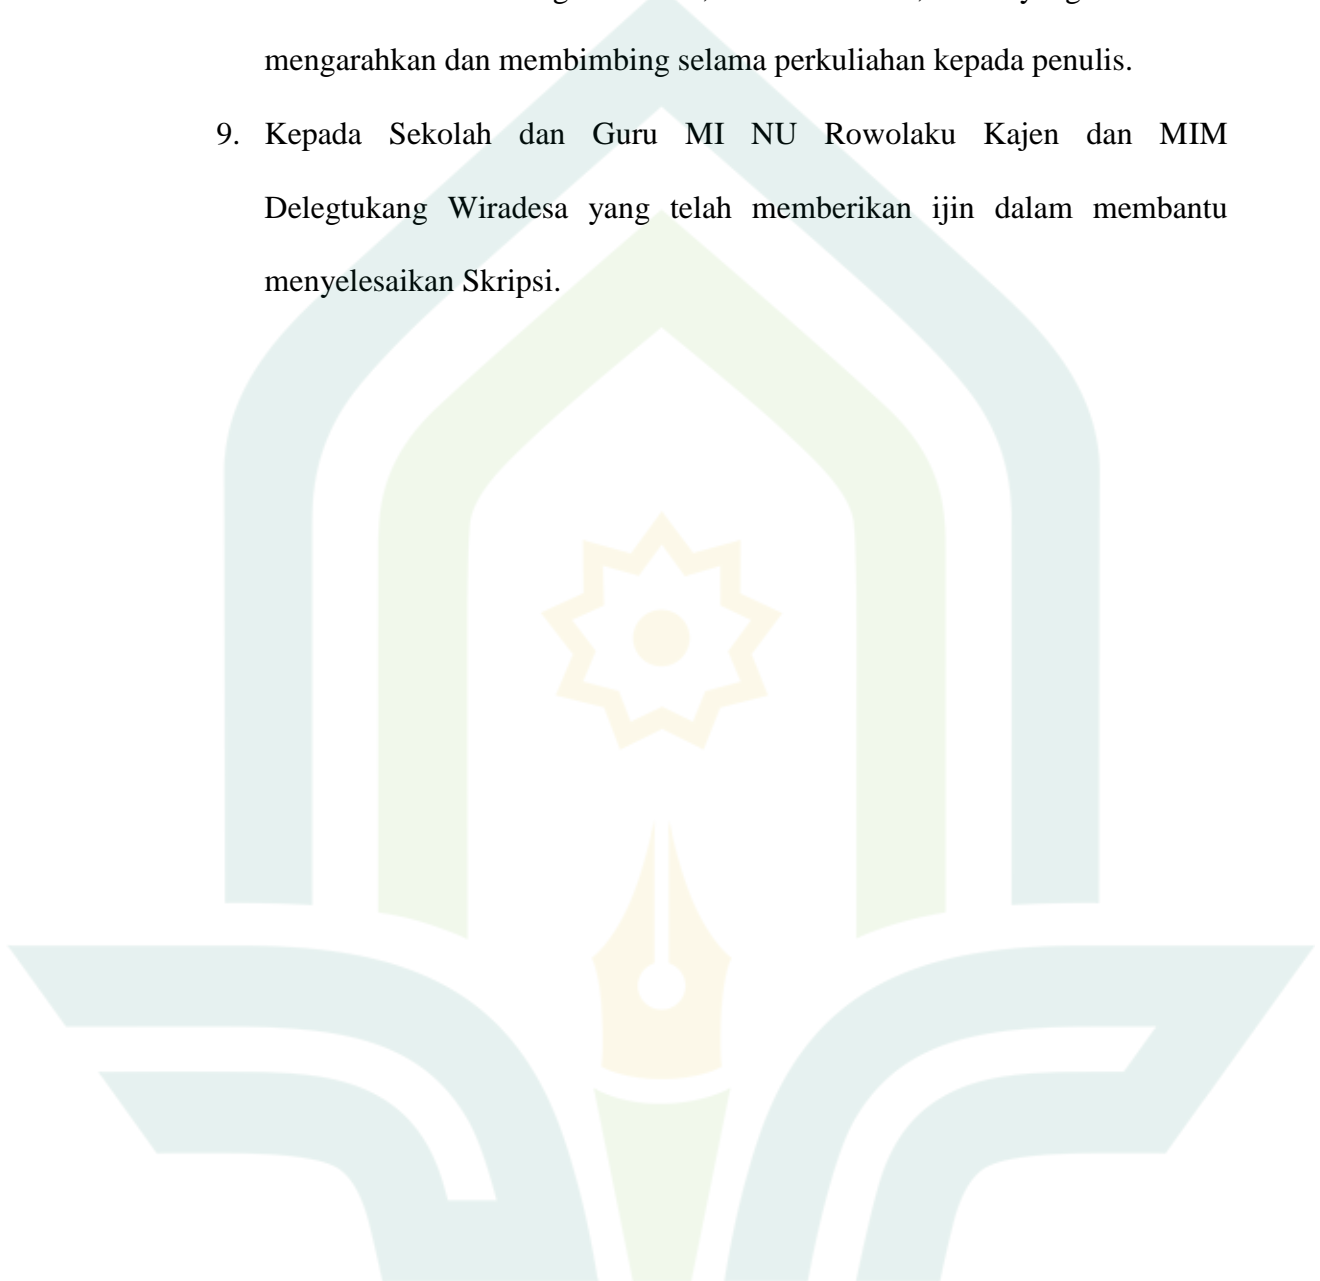 mengarahkan dan membimbing selama perkuliahan kepada penulis.
9. Kepada Sekolah dan Guru MI NU Rowolaku Kajen dan MIM
Delegtukang Wiradesa yang telah memberikan ijin dalam membantu
menyelesaikan Skripsi.